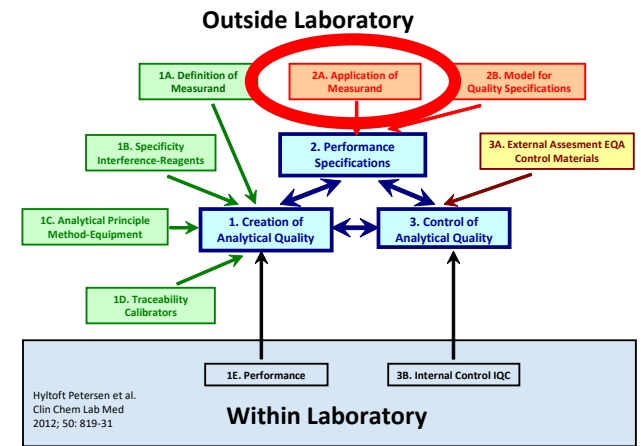 Outside Laboratory
1A. Definition of
Measurand
2A. Application of
Measurand
2B. Model for
Quality Specifications
1B. Specificity
Interference-Reagents
2. Performance
Specifications
3A. External Assesment EQA
Control Materials
1C. Analytical Principle
Method-Equipment
1. Creation of
Analytical Quality
3. Control of
Analytical Quality
1D. Traceability
Calibrators
1E. Performance
3B. Internal Control IQC
Hyltoft Petersen et al.
Clin Chem Lab Med
2012; 50: 819-31
Within Laboratory